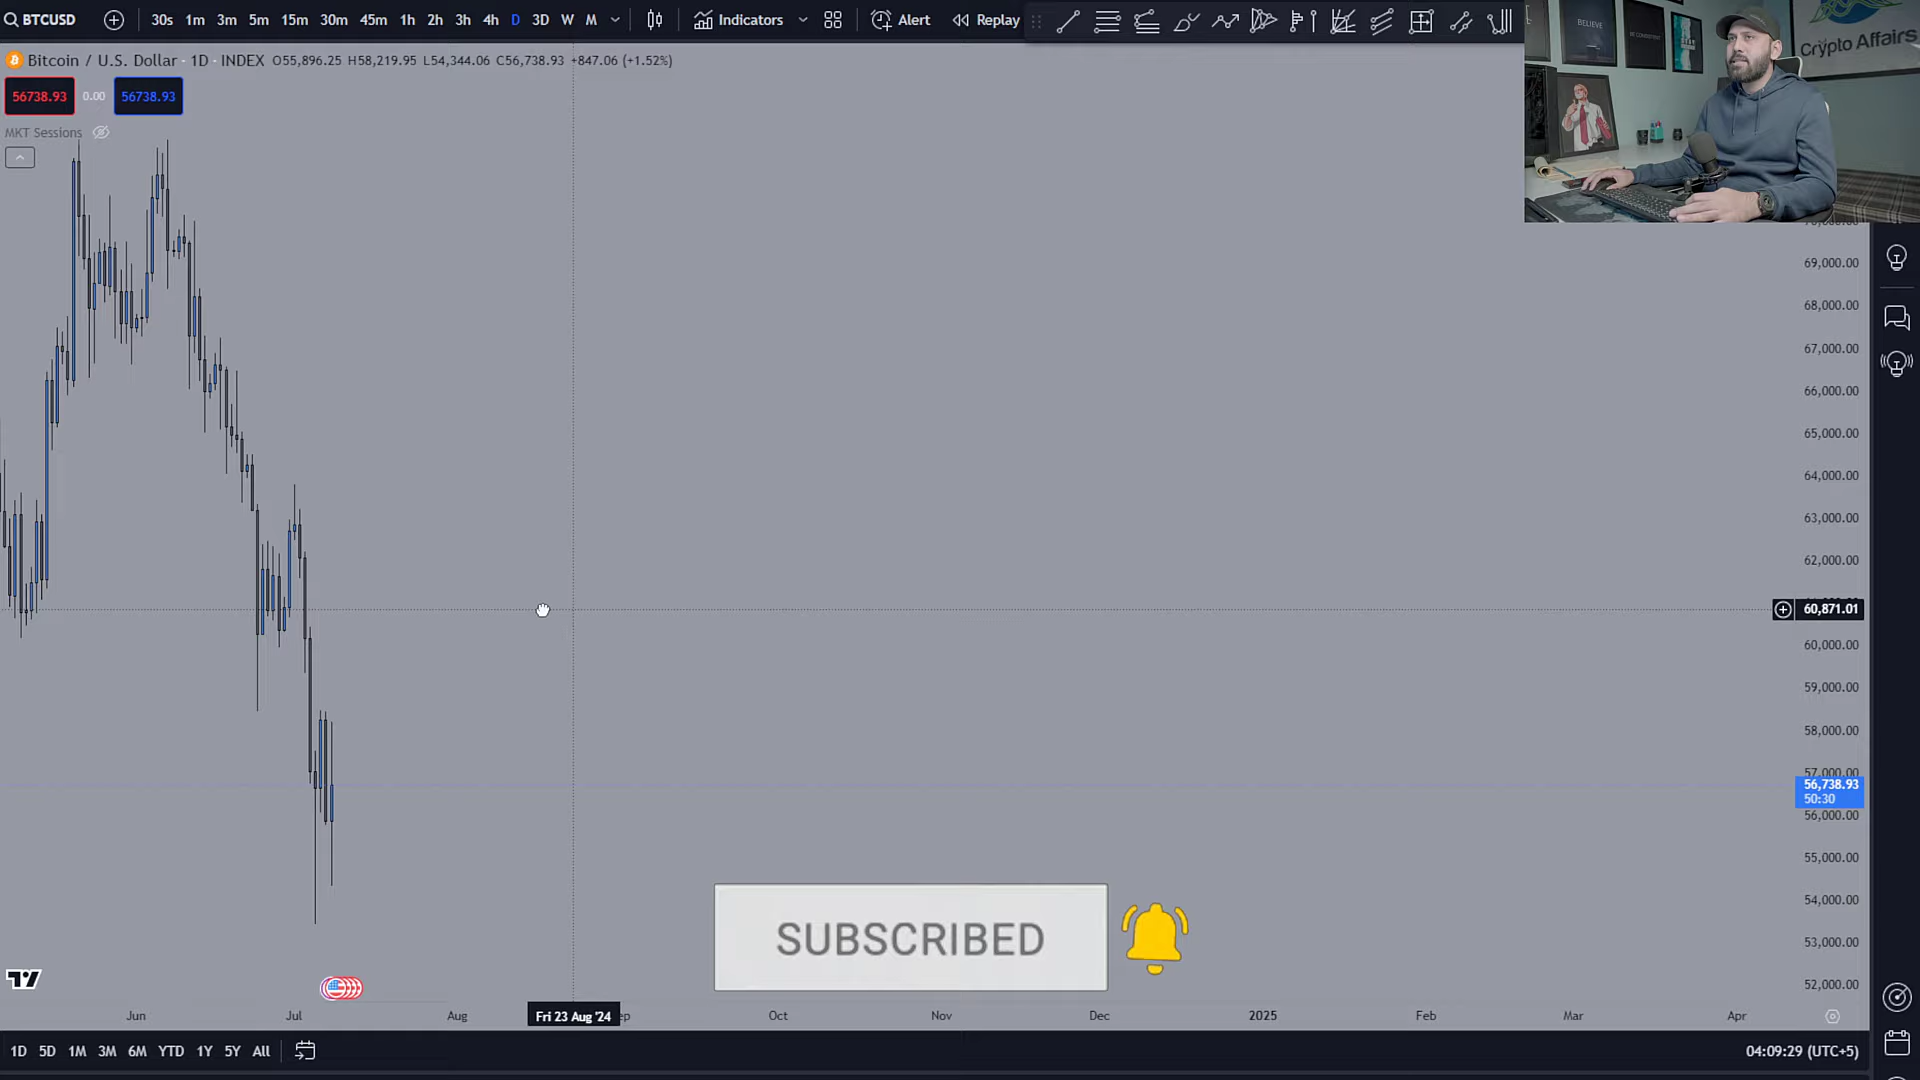 BTCUSD 30s 1m 3m 5m 15m 30m 45m 1h 2h 3h 4h D 3D W M Indicators Alert Replay
BELIEVE
BE CONSISTENT
Crypto Affairs
Bitcoin / U.S. Dollar · 1D · INDEX O55,896.25 H58,219.95 L54,344.06 C56,738.93 +847.06 (+1.52%)
56738.93 0.00 56738.93
MKT Sessions
69,000.00
68,000.00
67,000.00
66,000.00
65,000.00
64,000.00
63,000.00
62,000.00
60,871.01
60,000.00
59,000.00
58,000.00
57,000.00
56,738.93
50:30
56,000.00
55,000.00
54,000.00
53,000.00
52,000.00
SUBSCRIBED
Jun Jul Aug Fri 23 Aug '24 Oct Nov Dec 2025 Feb Mar Apr
1D 5D 1M 3M 6M YTD 1Y 5Y All 04:09:29 (UTC+5)